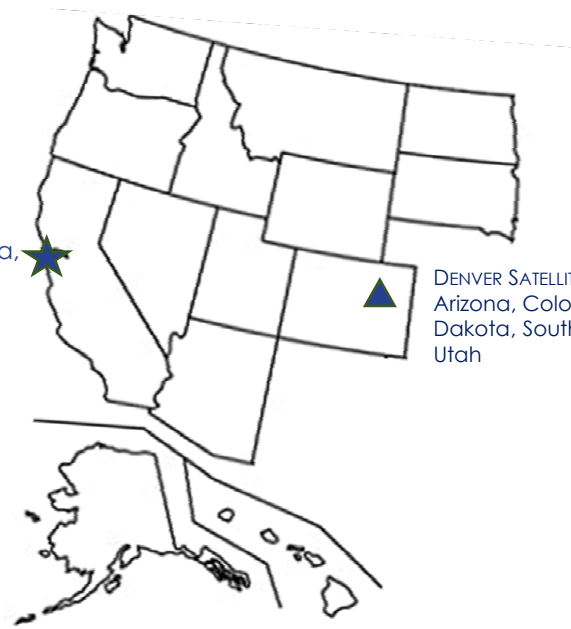 a,
DENVER SATELLIT
Arizona, Colo
Dakota, South
Utah